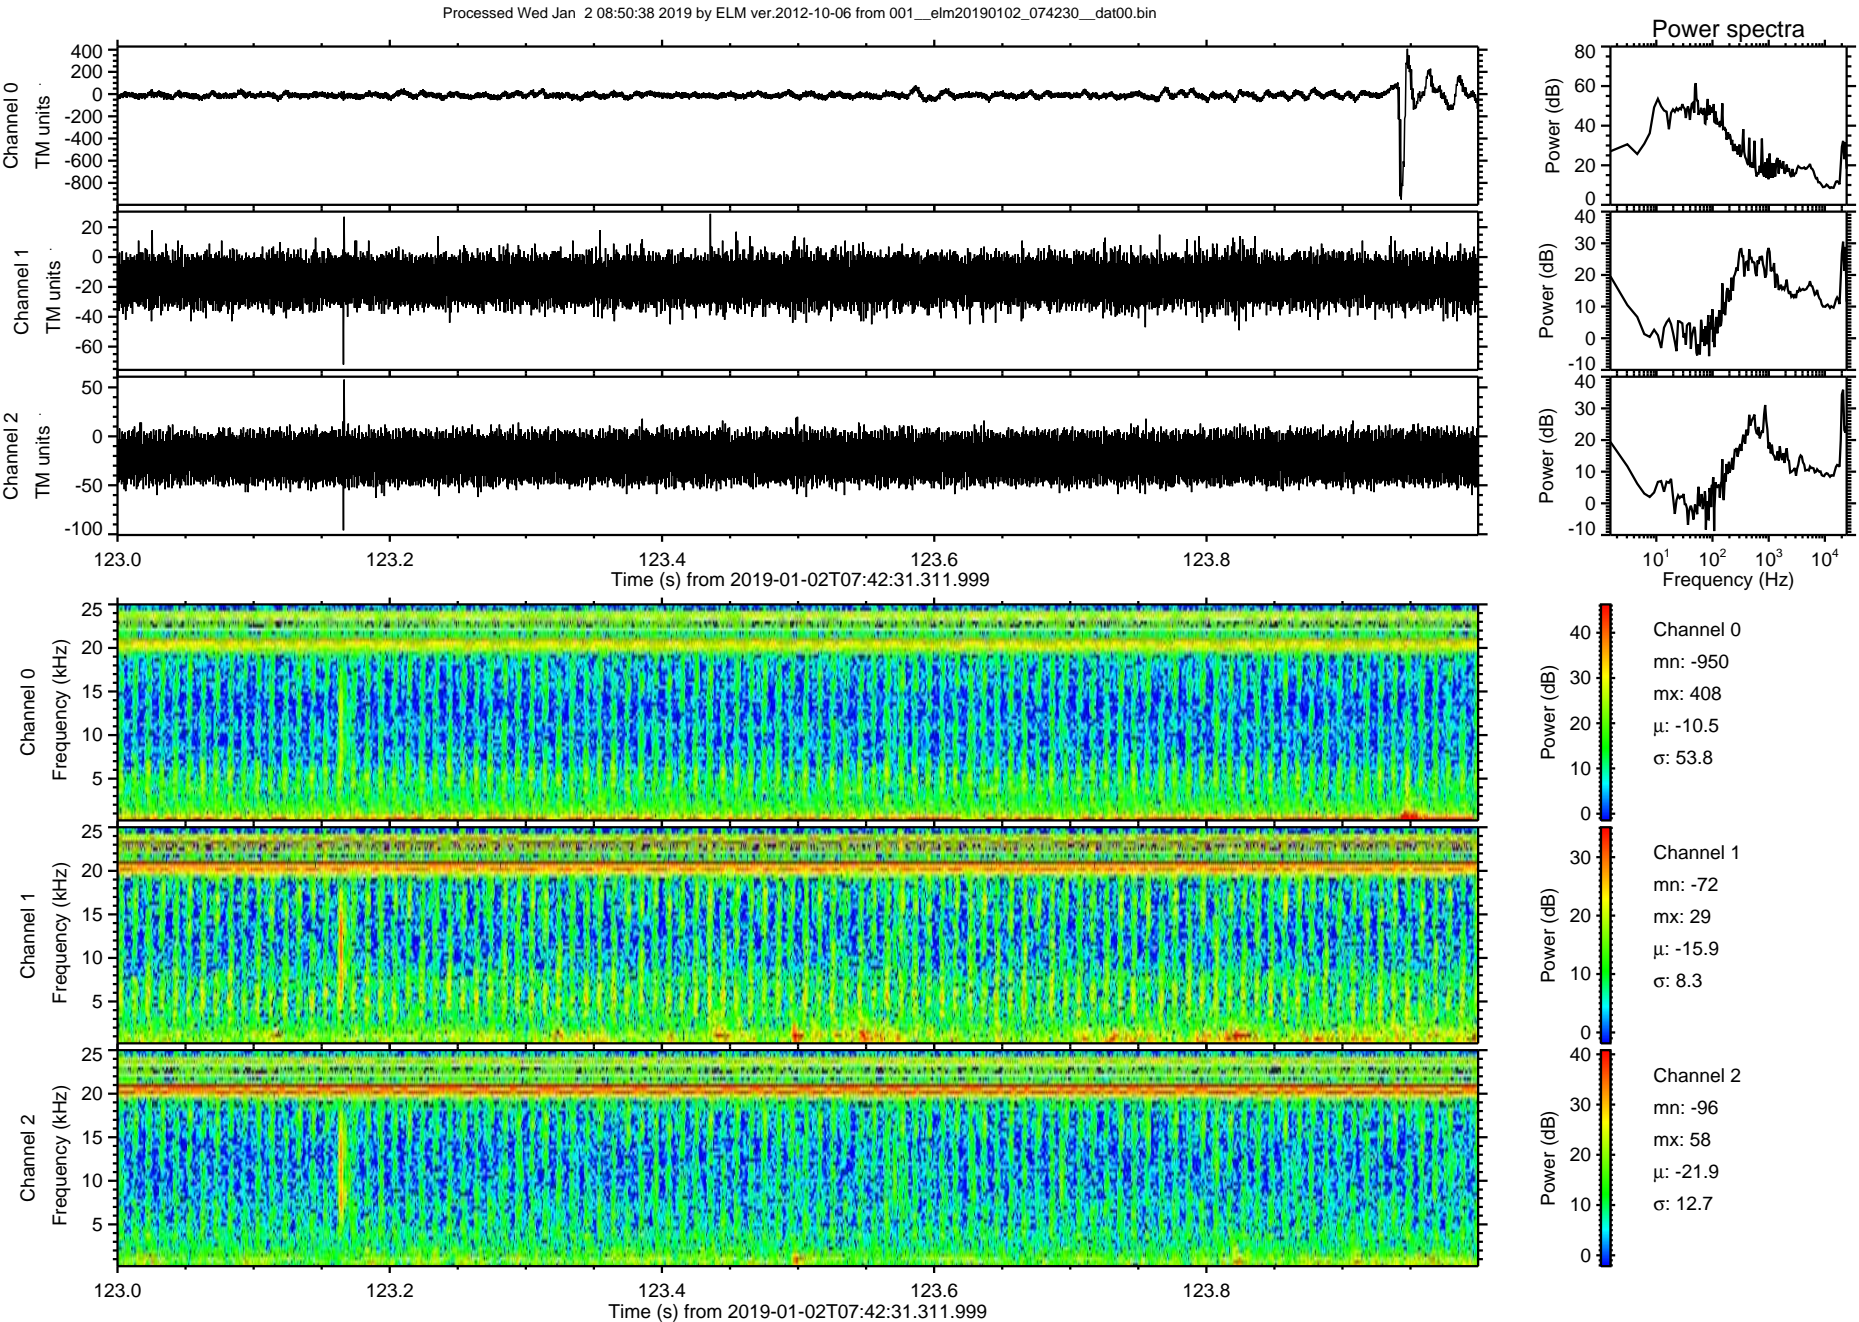 Processed Wed Jan  2 08:50:38 2019 by ELM ver.2012-10-06 from 001__elm20190102_074230__dat00.bin
Power spectra
Channel 0
TM units
400
200
0
-200
-400
-600
-800
Power (dB)
80
60
40
20
0
Channel 1
TM units
20
0
-20
-40
-60
Power (dB)
40
30
20
10
0
-10
Channel 2
TM units
50
0
-50
-100
Power (dB)
40
30
20
10
0
-10
123.0 123.2 123.4 123.6 123.8
Time (s) from 2019-01-02T07:42:31.311.999
10^1 10^2 10^3 10^4
Frequency (Hz)
Channel 0
Frequency (kHz)
25
20
15
10
5
Power (dB)
40
30
20
10
0
Channel 0
mn: -950
mx: 408
μ: -10.5
σ: 53.8
Channel 1
Frequency (kHz)
25
20
15
10
5
Power (dB)
30
20
10
0
Channel 1
mn: -72
mx: 29
μ: -15.9
σ: 8.3
Channel 2
Frequency (kHz)
25
20
15
10
5
Power (dB)
40
30
20
10
0
Channel 2
mn: -96
mx: 58
μ: -21.9
σ: 12.7
123.0 123.2 123.4 123.6 123.8
Time (s) from 2019-01-02T07:42:31.311.999